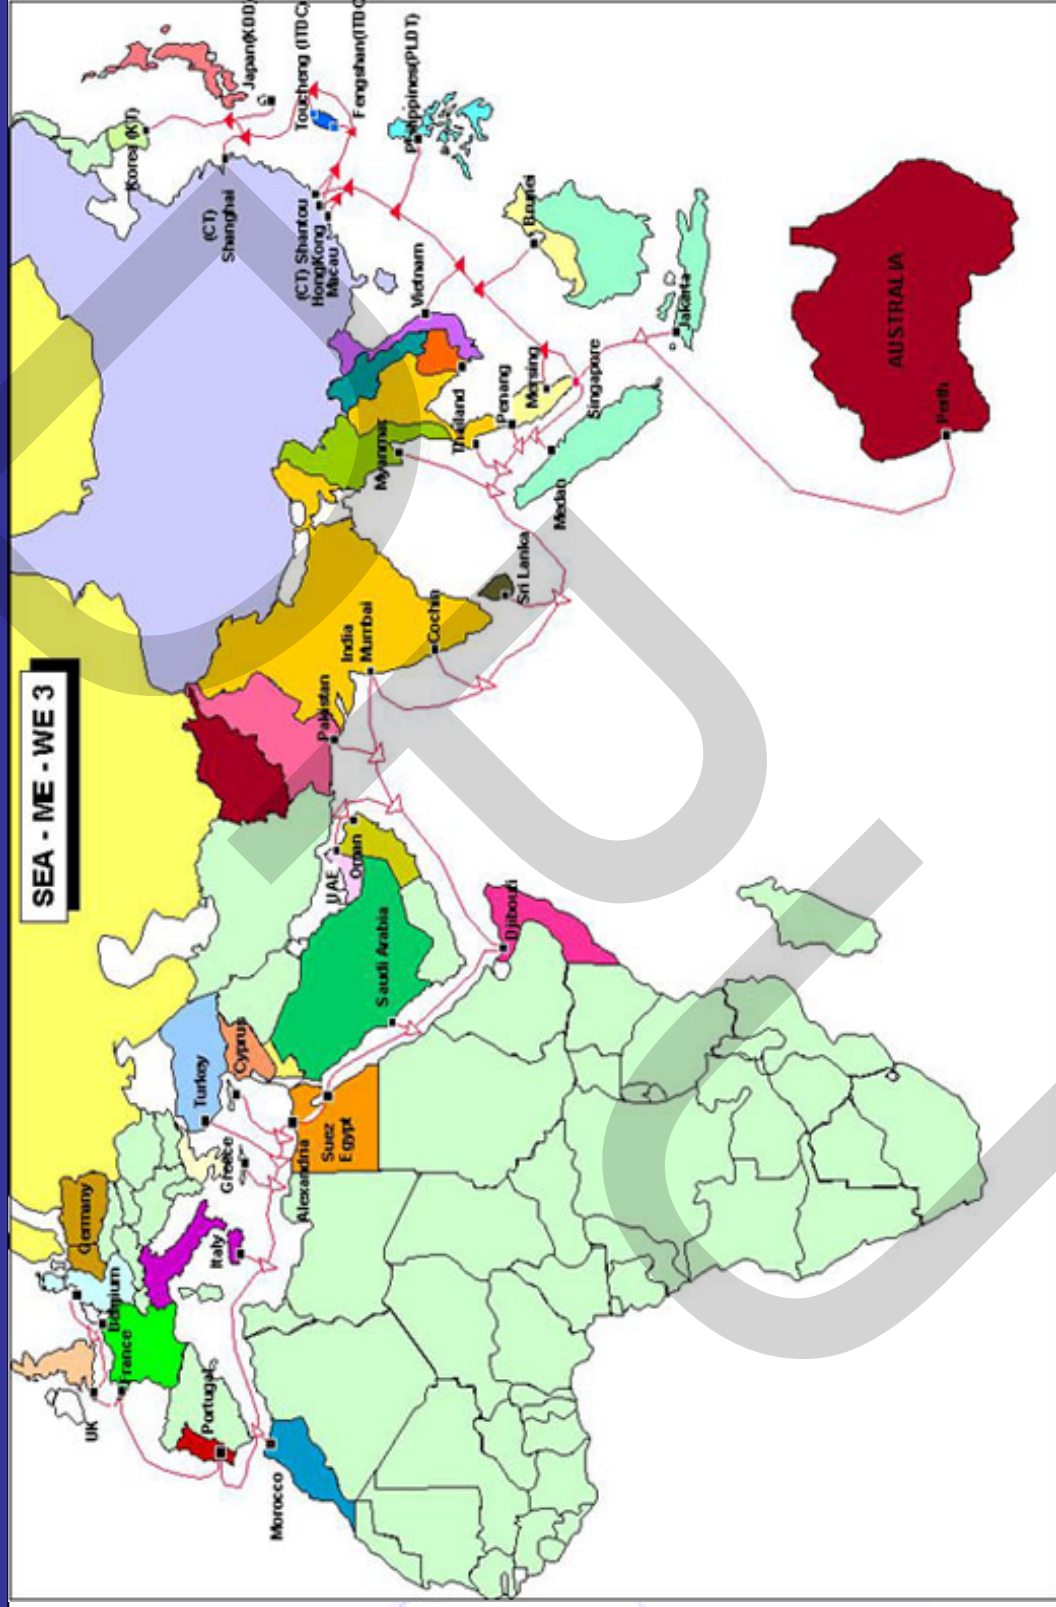 SEA - ME - WE 3
UK
Belgium
Germany
France
Portugal
Morocco
Italy
Greece
Turkey
Cyprus
Alexandria
Suez
Egypt
Saudi Arabia
Djibouti
UAE
Oman
Pakistan
India
Mumbai
Cochin
Sri Lanka
Myanmar
Thailand
Penang
Medan
Mersing
Singapore
Jakarta
Vietnam
Brunei
Philippines(PLDT)
(CT) Shantou
HongKong
Macau
(CT)
Shanghai
Korea (KT)
Japan(KDD)
Toucheng (ITDC)
Fengshan(ITDC
AUSTRALIA
Perth